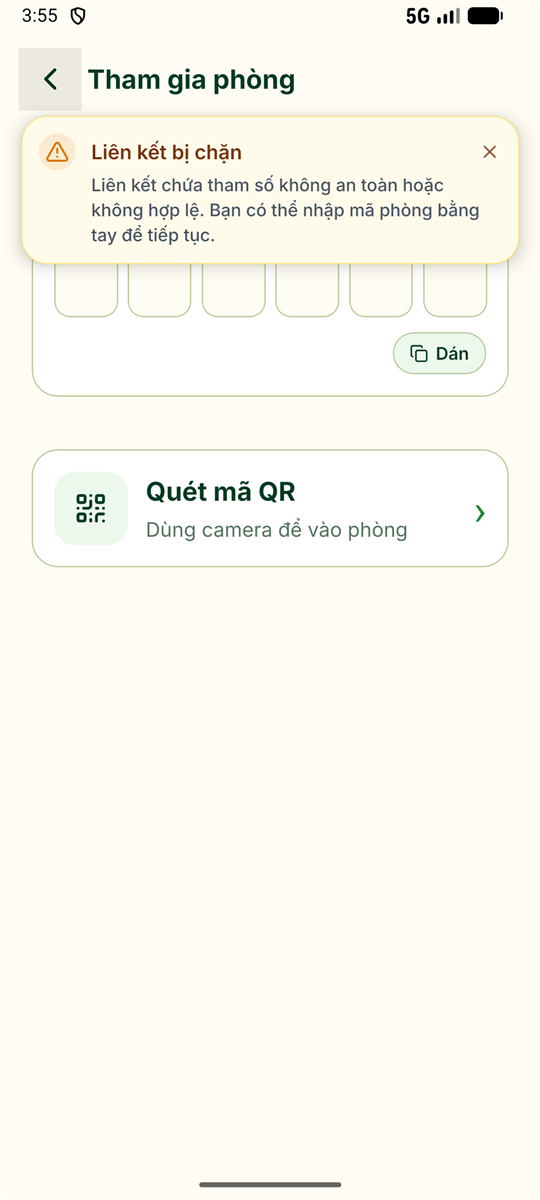 3:55
5G
Tham gia phòng
Liên kết bị chặn
Liên kết chứa tham số không an toàn hoặc
không hợp lệ. Bạn có thể nhập mã phòng bằng
tay để tiếp tục.
Dán
Quét mã QR
Dùng camera để vào phòng